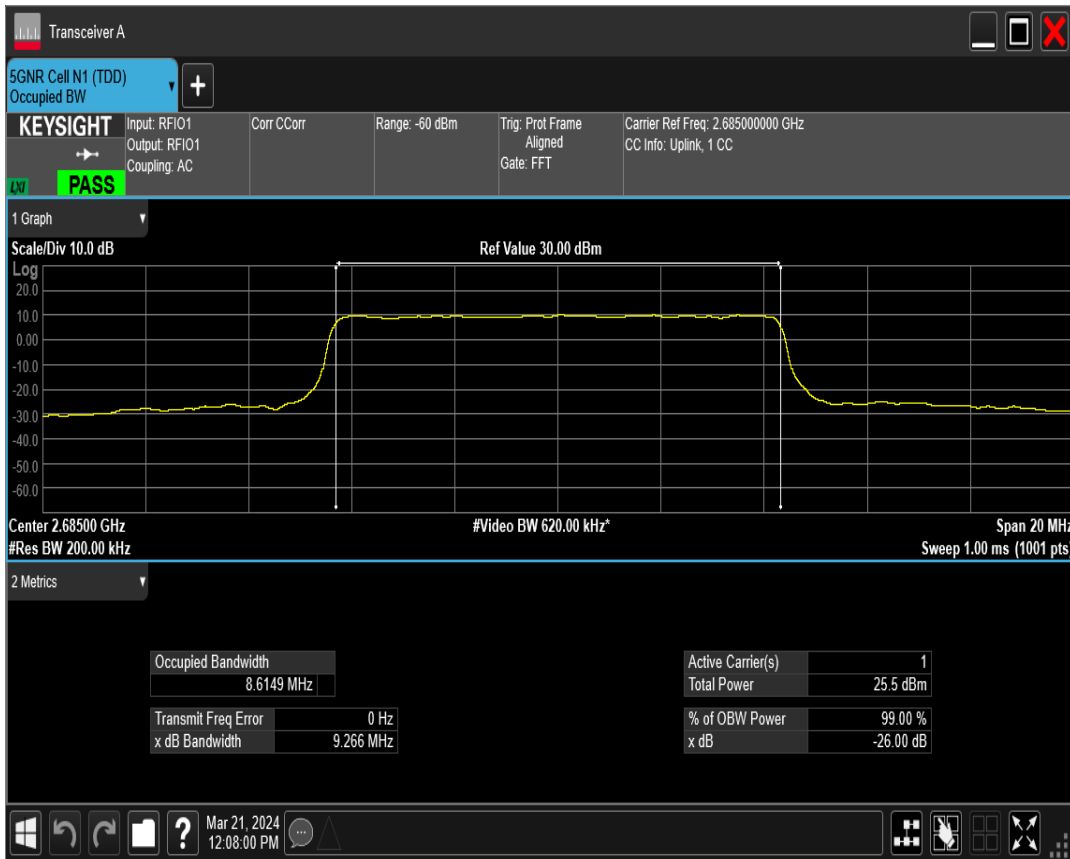 Transceiver A
5GNR Cell N1 (TDD)
Occupied BW
+
KEYSIGHT
LXI
PASS
Input: RFIO1
Output: RFIO1
Coupling: AC
Corr CCorr
Range: -60 dBm
Trig: Prot Frame
Aligned
Gate: FFT
Carrier Ref Freq: 2.685000000 GHz
CC Info: Uplink, 1 CC
1 Graph
Scale/Div 10.0 dB
Ref Value 30.00 dBm
Log
20.0
10.0
0.00
-10.0
-20.0
-30.0
-40.0
-50.0
-60.0
Center 2.68500 GHz
#Video BW 620.00 kHz*
Span 20 MHz
#Res BW 200.00 kHz
Sweep 1.00 ms (1001 pts)
2 Metrics
Occupied Bandwidth
8.6149 MHz
Transmit Freq Error 0 Hz
x dB Bandwidth 9.266 MHz
Active Carrier(s) 1
Total Power 25.5 dBm
% of OBW Power 99.00 %
x dB -26.00 dB
?
Mar 21, 2024
12:08:00 PM